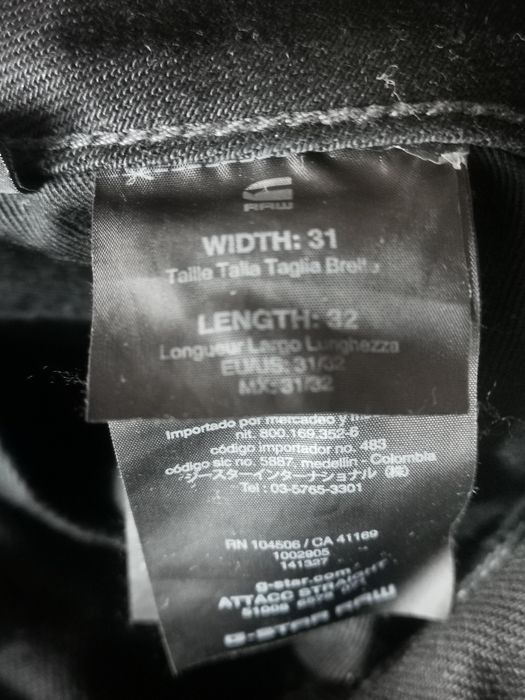 RAW
WIDTH: 31
Taille Talla Taglia Breite
LENGTH: 32
Longueur Largo Lunghezza
EU/US: 31/32
MX: 31/32
Importado por mercadeo y
nit. 800.169.352-6
código importador no. 483
código sic no. 5887, medellin - Colombia
ジースターインターナショナル (株)
Tel : 03-5765-3301
RN 104506 / CA 41169
1002905
141327
g-star.com
ATTACC STRAIGHT
G-STAR RAW